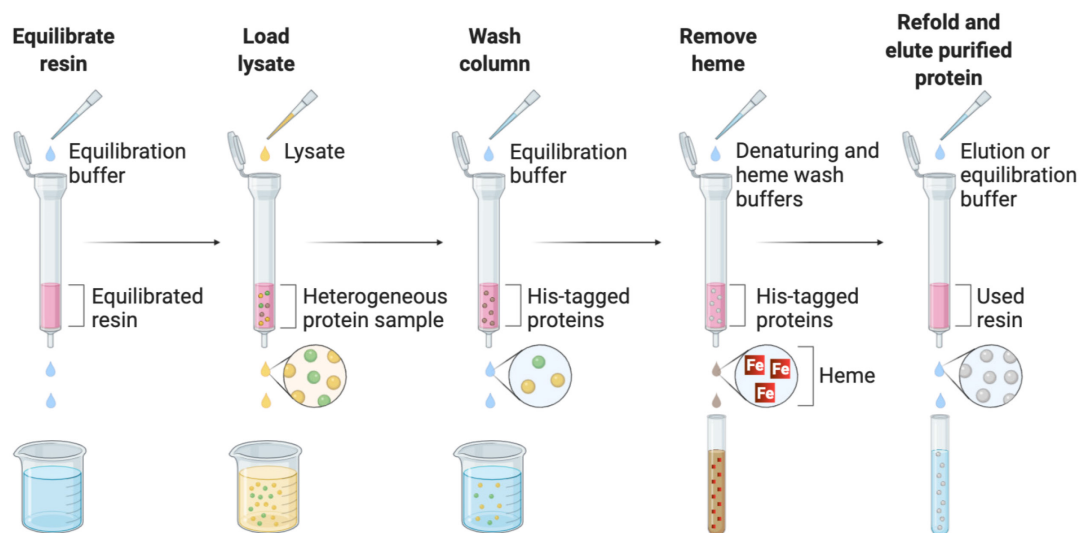 Equilibrate
resin
Load
lysate
Wash
column
Remove
heme
Refold and
elute purified
protein
Equilibration
buffer
Lysate
Equilibration
buffer
Denaturing and
heme wash
buffers
Elution or
equilibration
buffer
Equilibrated
resin
Heterogeneous
protein sample
His-tagged
proteins
His-tagged
proteins
Used
resin
Fe
Fe
Fe
Heme